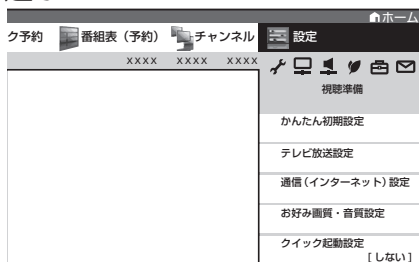 ホーム
ク予約 番組表（予約） チャンネル 設定
XXXX XXXX XXXX
視聴準備
かんたん初期設定
テレビ放送設定
通信（インターネット）設定
お好み画質・音質設定
クイック起動設定
［しない］